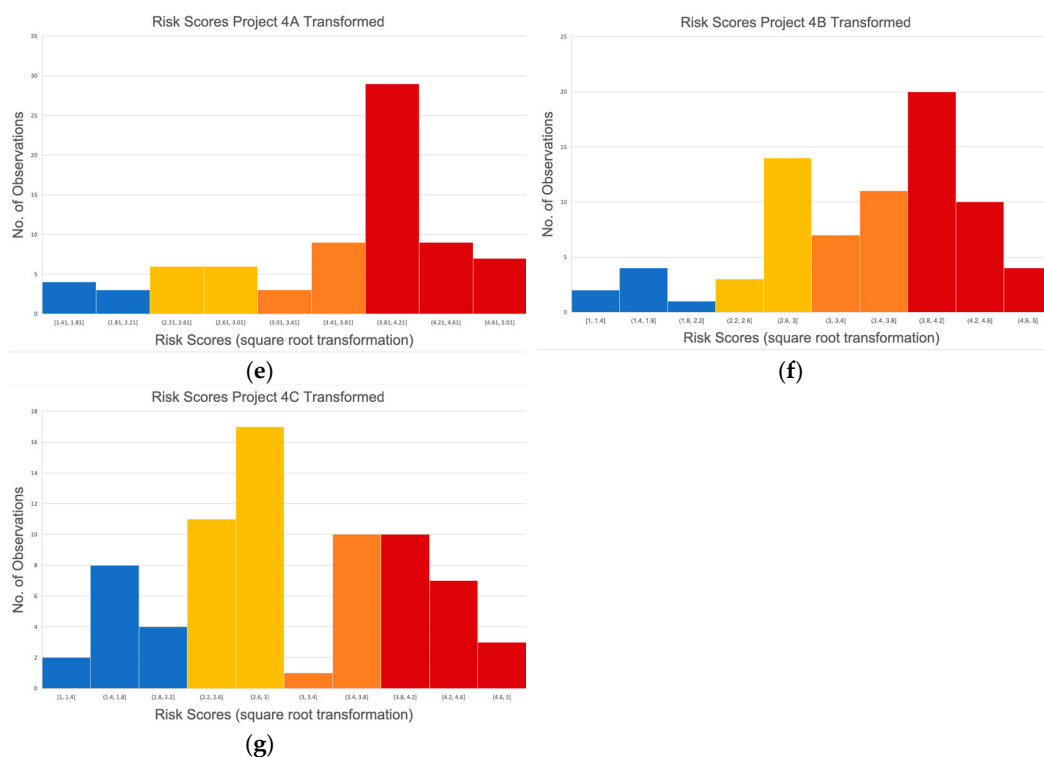 Risk Scores Project 4A Transformed
35
30
25
20
15
10
5
0
No. of Observations
[1.41, 1.81] (1.81, 2.21] (2.21, 2.61] (2.61, 3.01] (3.01, 3.41] (3.41, 3.81] (3.81, 4.21] (4.21, 4.61] (4.61, 5.01]
Risk Scores (square root transformation)
(e)
Risk Scores Project 4B Transformed
25
20
15
10
5
0
No. of Observations
[1, 1.4] (1.4, 1.8] (1.8, 2.2] (2.2, 2.6] (2.6, 3] (3, 3.4] (3.4, 3.8] (3.8, 4.2] (4.2, 4.6] (4.6, 5]
Risk Scores (square root transformation)
(f)
Risk Scores Project 4C Transformed
18
16
14
12
10
8
6
4
2
0
No. of Observations
[1, 1.4] (1.4, 1.8] (1.8, 2.2] (2.2, 2.6] (2.6, 3] (3, 3.4] (3.4, 3.8] (3.8, 4.2] (4.2, 4.6] (4.6, 5]
Risk Scores (square root transformation)
(g)